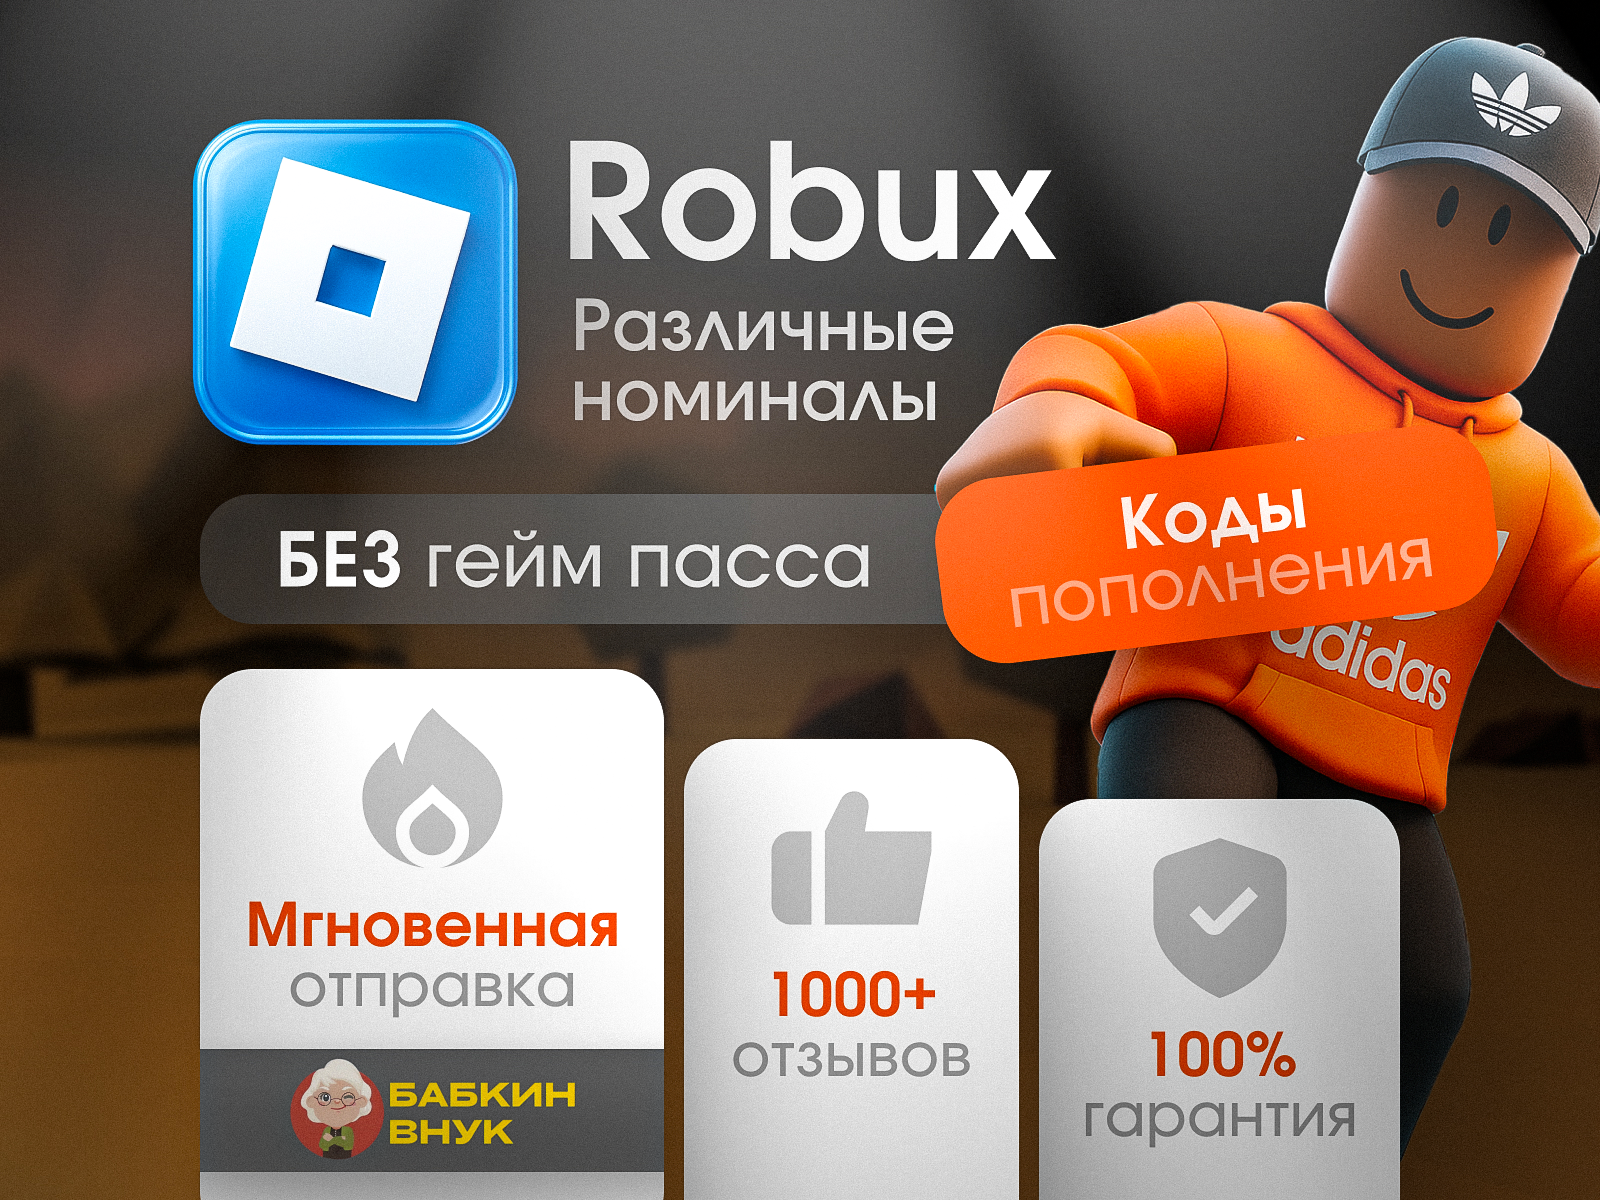 Robux
Различные
номиналы
БЕЗ гейм пасса
Коды
пополнения
adidas
Мгновенная
отправка
БАБКИН
ВНУК
1000+
отзывов
100%
гарантия